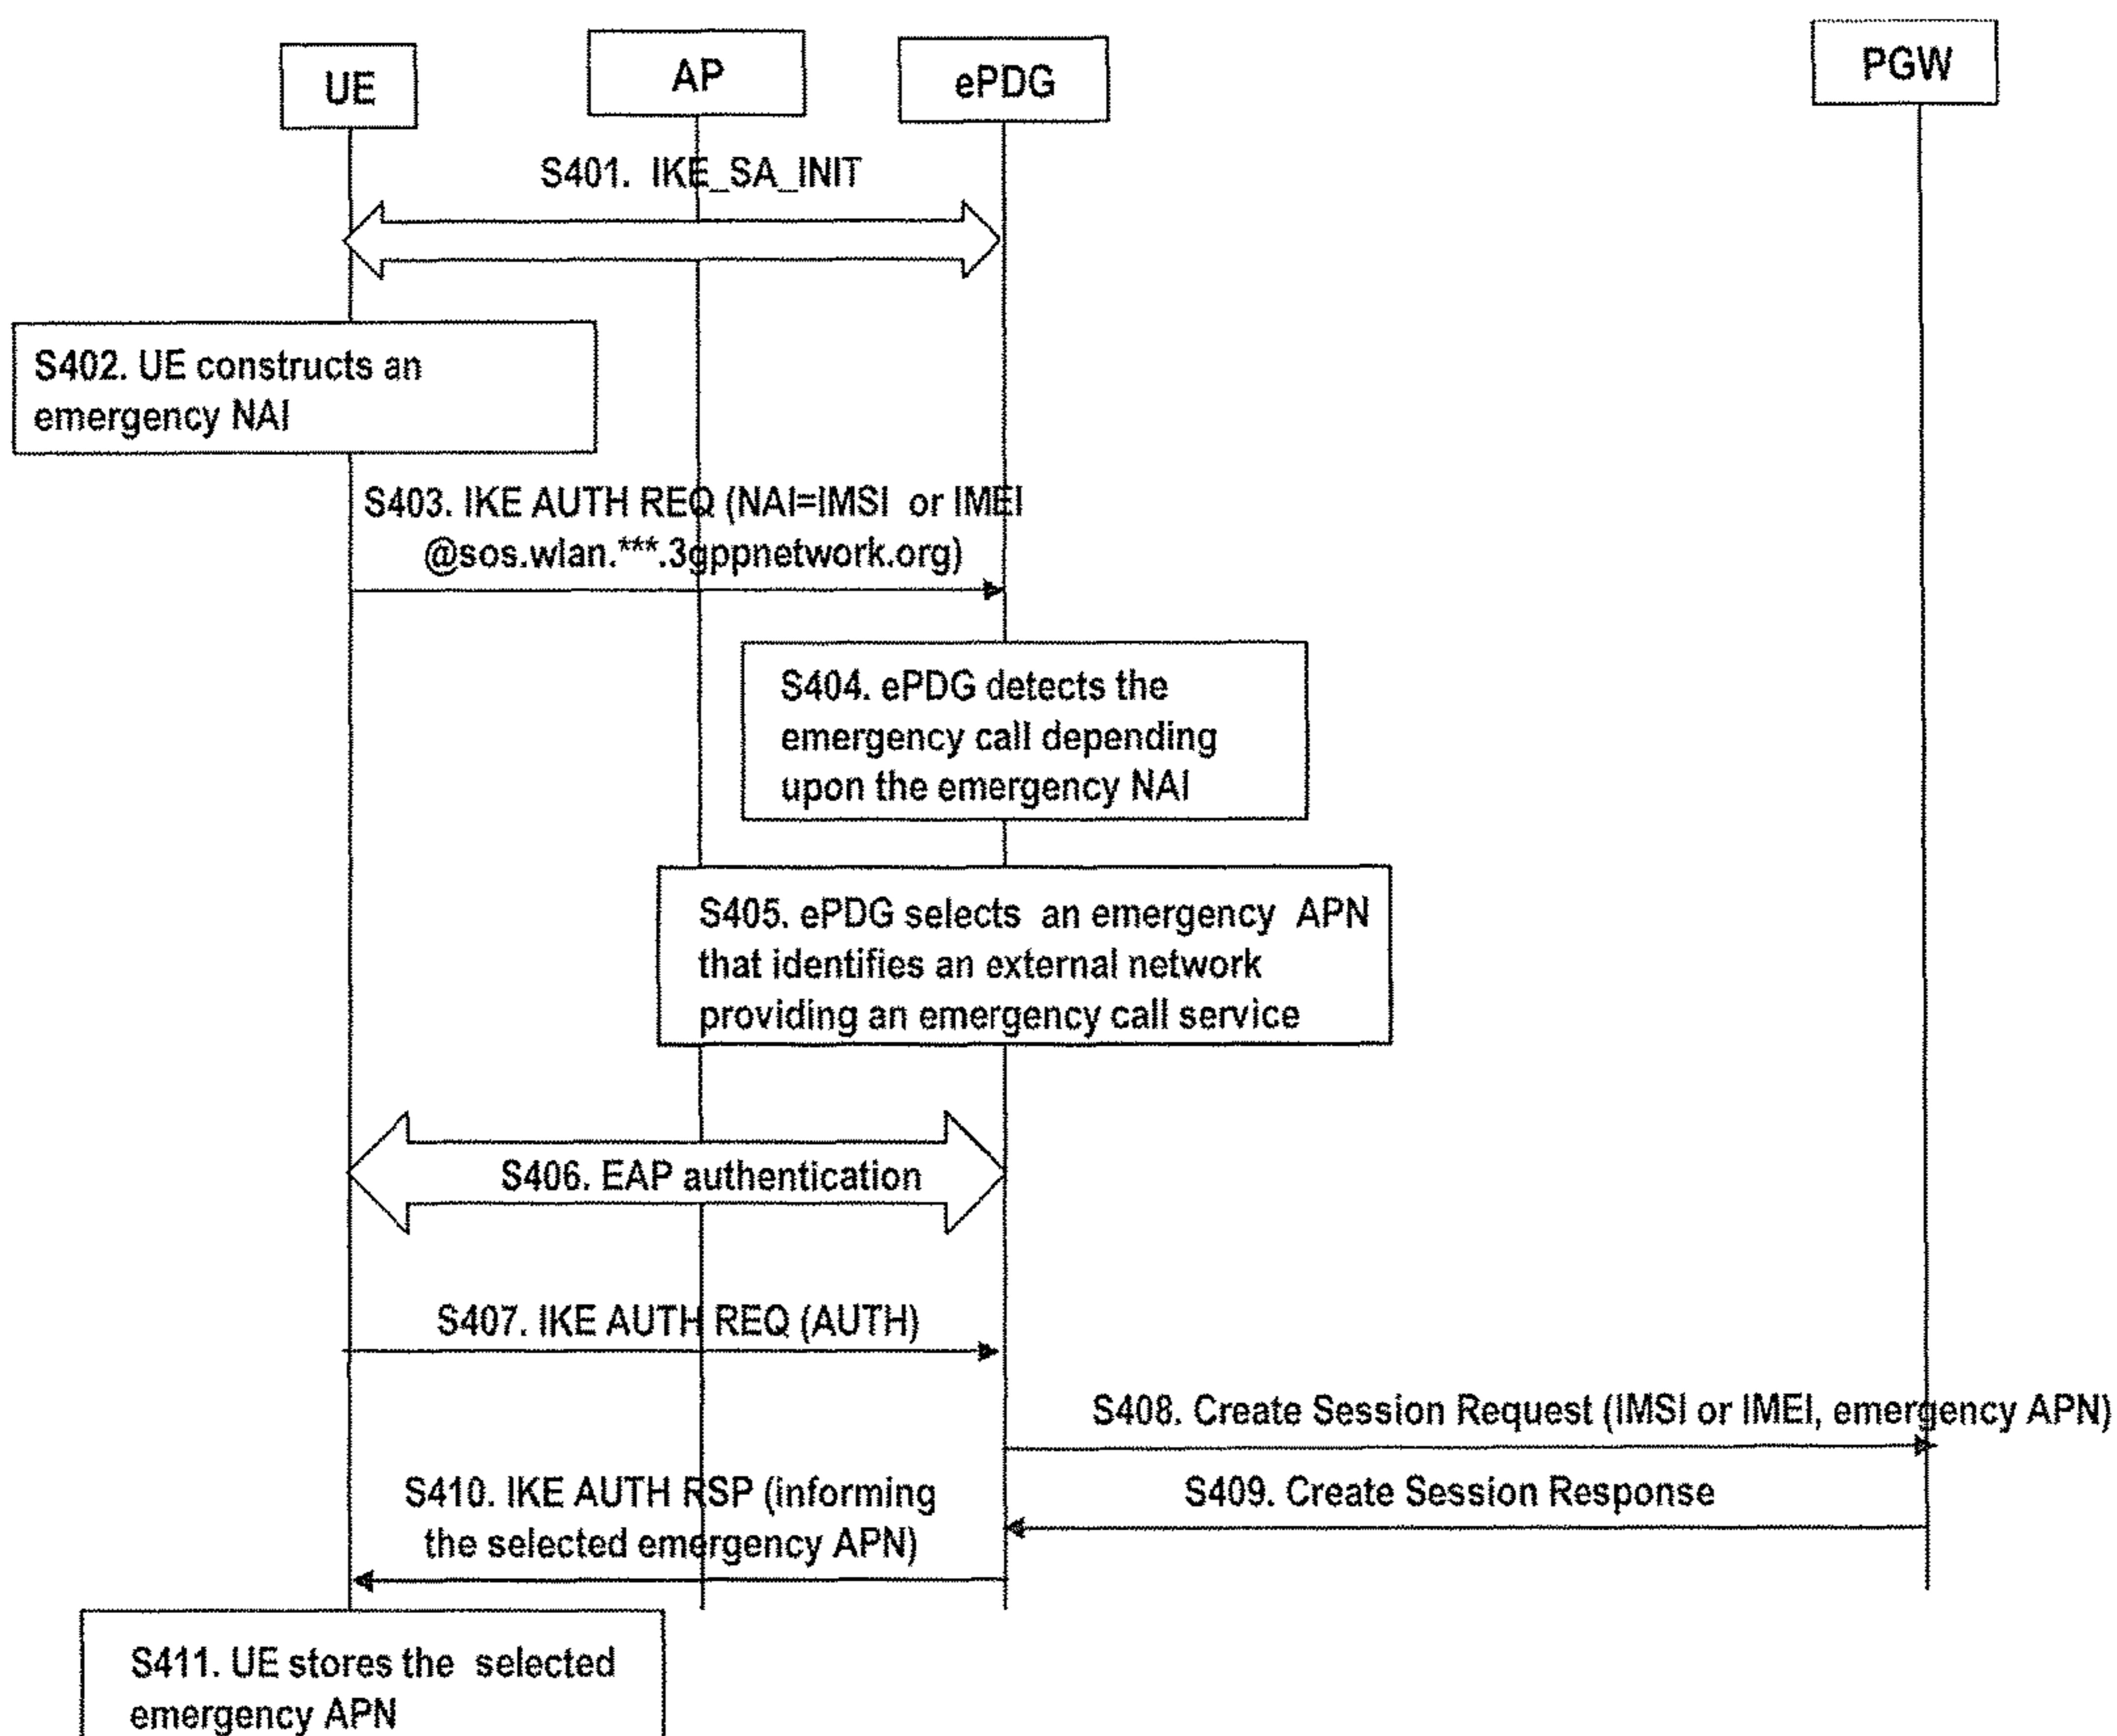 UE
AP
ePDG
PGW
S401. IKE_SA_INIT
S402. UE constructs an
emergency NAI
S403. IKE AUTH REQ (NAI=IMSI or IMEI
@sos.wlan.***.3gppnetwork.org)
S404. ePDG detects the
emergency call depending
upon the emergency NAI
S405. ePDG selects an emergency APN
that identifies an external network
providing an emergency call service
S406. EAP authentication
S407. IKE AUTH REQ (AUTH)
S408. Create Session Request (IMSI or IMEI, emergency APN)
S409. Create Session Response
S410. IKE AUTH RSP (informing
the selected emergency APN)
S411. UE stores the selected
emergency APN